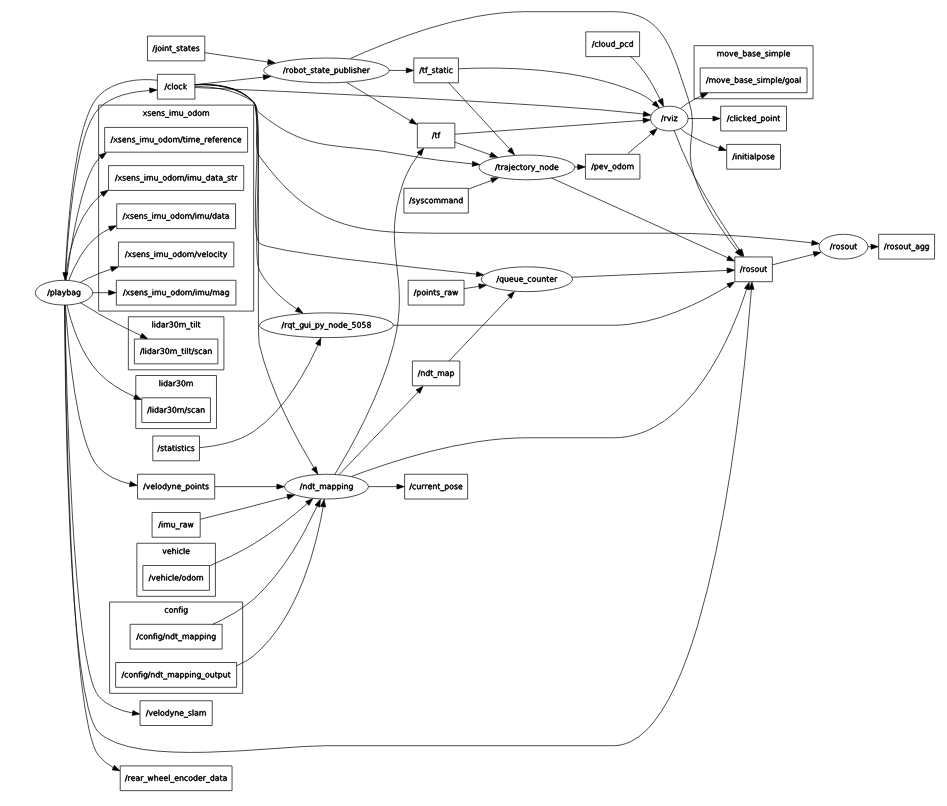 /joint_states
/clock
xsens_imu_odom
/xsens_imu_odom/time_reference
/xsens_imu_odom/imu_data_str
/xsens_imu_odom/imu/data
/xsens_imu_odom/velocity
/xsens_imu_odom/imu/mag
/playbag
lidar30m_tilt
/lidar30m_tilt/scan
lidar30m
/lidar30m/scan
/statistics
/velodyne_points
/imu_raw
vehicle
/vehicle/odom
config
/config/ndt_mapping
/config/ndt_mapping_output
/velodyne_slam
/rear_wheel_encoder_data
/robot_state_publisher
/rqt_gui_py_node_5058
/ndt_mapping
/tf_static
/tf
/syscommand
/points_raw
/ndt_map
/current_pose
/trajectory_node
/queue_counter
/cloud_pcd
/pev_odom
/rviz
move_base_simple
/move_base_simple/goal
/clicked_point
/initialpose
/rosout
/rosout
/rosout_agg